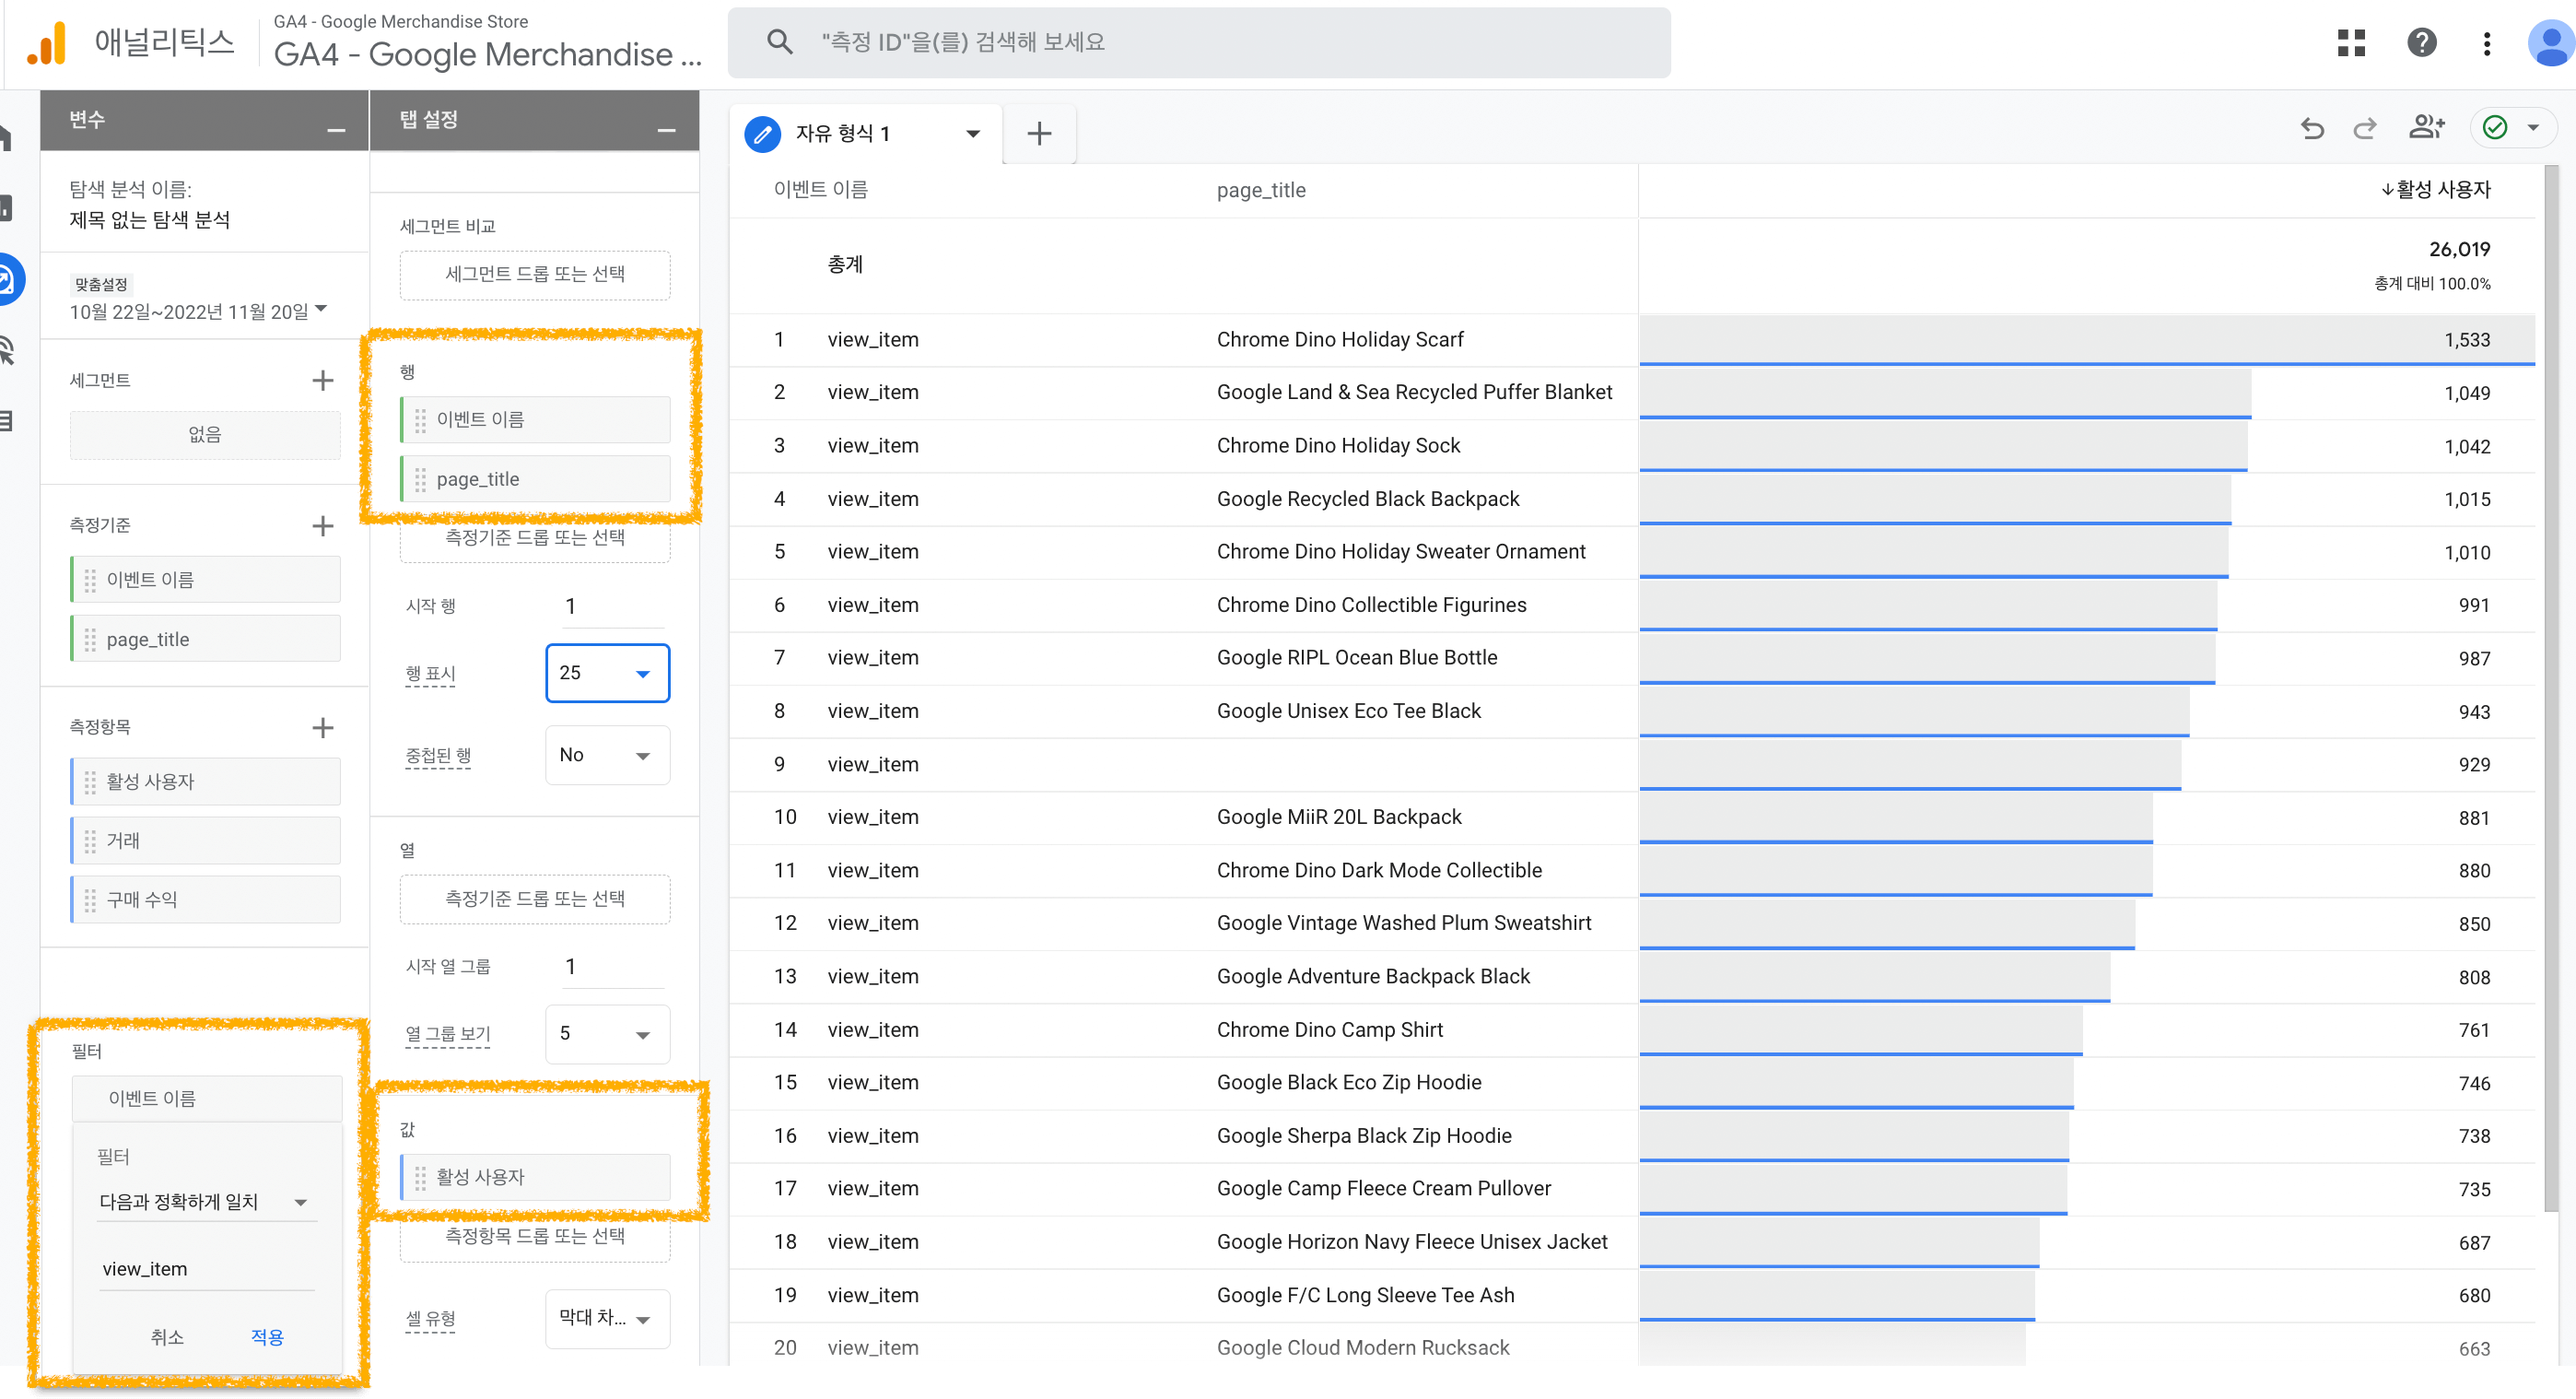 애널리틱스
GA4 - Google Merchandise Store
GA4 - Google Merchandise ...
"측정 ID"을(를) 검색해 보세요
변수
탐색 분석 이름:
제목 없는 탐색 분석
맞춤설정
10월 22일~2022년 11월 20일
세그먼트
없음
측정기준
이벤트 이름
page_title
측정항목
활성 사용자
거래
구매 수익
필터
이벤트 이름
필터
다음과 정확하게 일치
view_item
취소 적용
탭 설정
세그먼트 비교
세그먼트 드롭 또는 선택
행
이벤트 이름
page_title
측정기준 드롭 또는 선택
시작 행 1
행 표시 25
중첩된 행 No
열
측정기준 드롭 또는 선택
시작 열 그룹 1
열 그룹 보기 5
값
활성 사용자
측정항목 드롭 또는 선택
셀 유형 막대 차...
자유 형식 1
이벤트 이름 page_title ↓활성 사용자
총계 26,019
총계 대비 100.0%
1 view_item Chrome Dino Holiday Scarf 1,533
2 view_item Google Land & Sea Recycled Puffer Blanket 1,049
3 view_item Chrome Dino Holiday Sock 1,042
4 view_item Google Recycled Black Backpack 1,015
5 view_item Chrome Dino Holiday Sweater Ornament 1,010
6 view_item Chrome Dino Collectible Figurines 991
7 view_item Google RIPL Ocean Blue Bottle 987
8 view_item Google Unisex Eco Tee Black 943
9 view_item 929
10 view_item Google MiiR 20L Backpack 881
11 view_item Chrome Dino Dark Mode Collectible 880
12 view_item Google Vintage Washed Plum Sweatshirt 850
13 view_item Google Adventure Backpack Black 808
14 view_item Chrome Dino Camp Shirt 761
15 view_item Google Black Eco Zip Hoodie 746
16 view_item Google Sherpa Black Zip Hoodie 738
17 view_item Google Camp Fleece Cream Pullover 735
18 view_item Google Horizon Navy Fleece Unisex Jacket 687
19 view_item Google F/C Long Sleeve Tee Ash 680
20 view_item Google Cloud Modern Rucksack 663